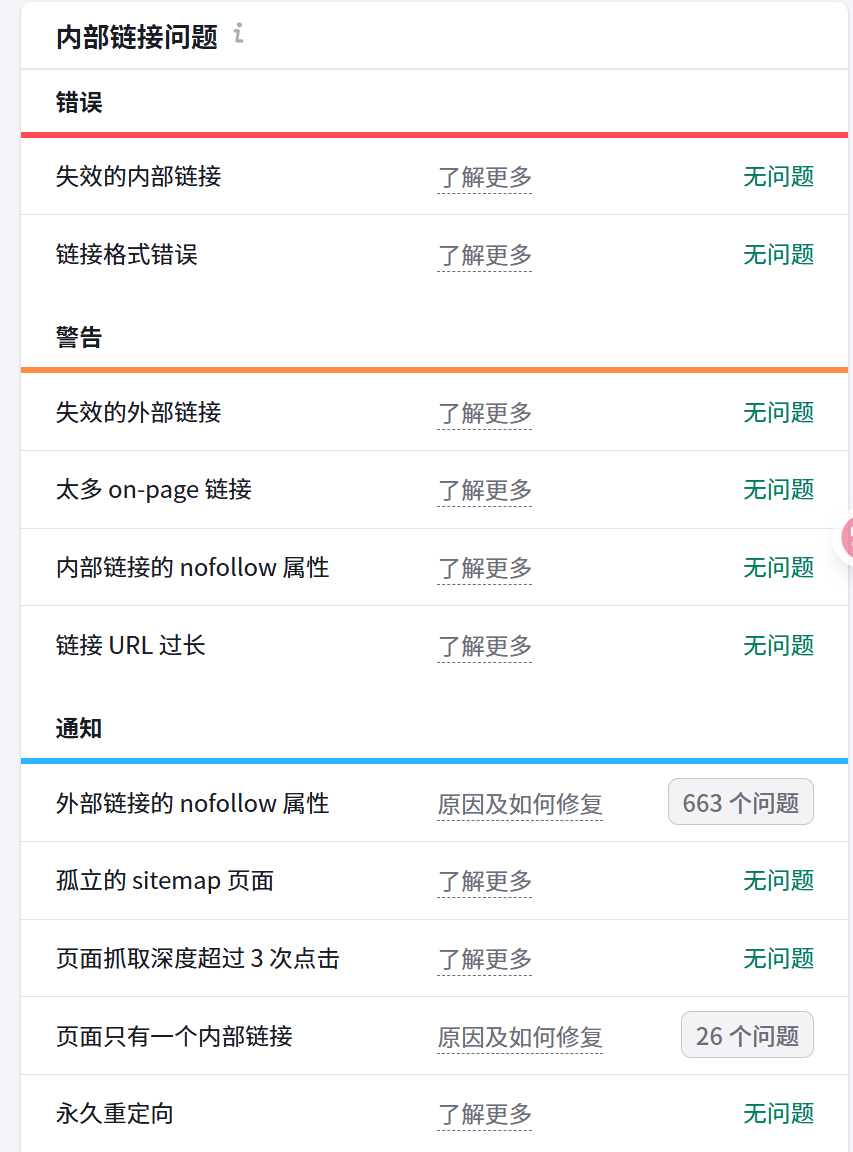 内部链接问题 i
错误
失效的内部链接 了解更多 无问题
链接格式错误 了解更多 无问题
警告
失效的外部链接 了解更多 无问题
太多 on-page 链接 了解更多 无问题
内部链接的 nofollow 属性 了解更多 无问题
链接 URL 过长 了解更多 无问题
通知
外部链接的 nofollow 属性 原因及如何修复 663 个问题
孤立的 sitemap 页面 了解更多 无问题
页面抓取深度超过 3 次点击 了解更多 无问题
页面只有一个内部链接 原因及如何修复 26 个问题
永久重定向 了解更多 无问题